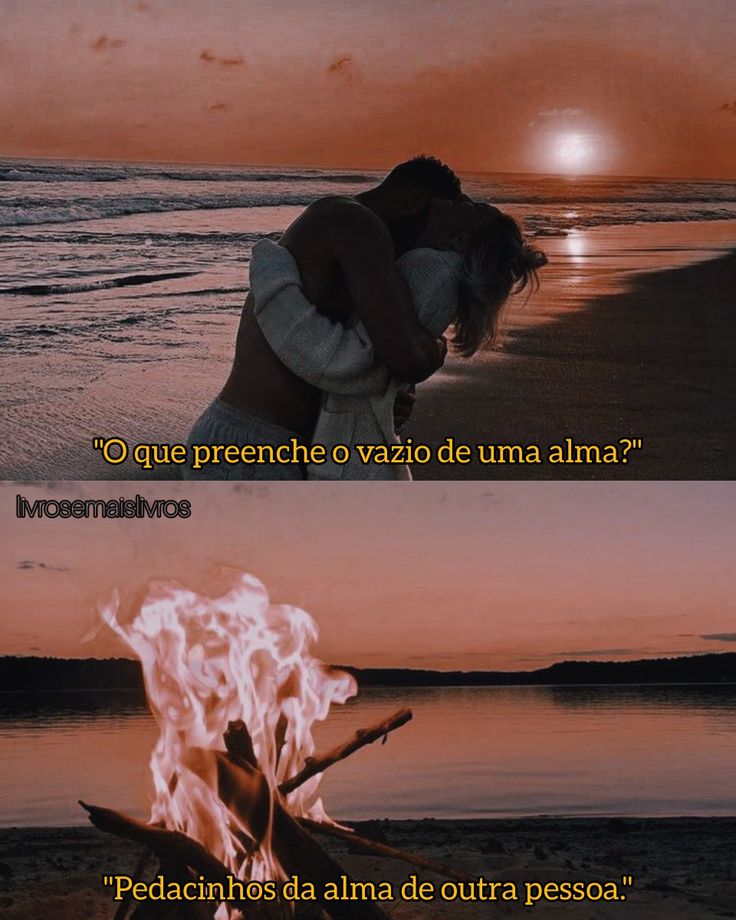 "O que preenche o vazio de uma alma?"
livrosemaislivros
"Pedacinhos da alma de outra pessoa."